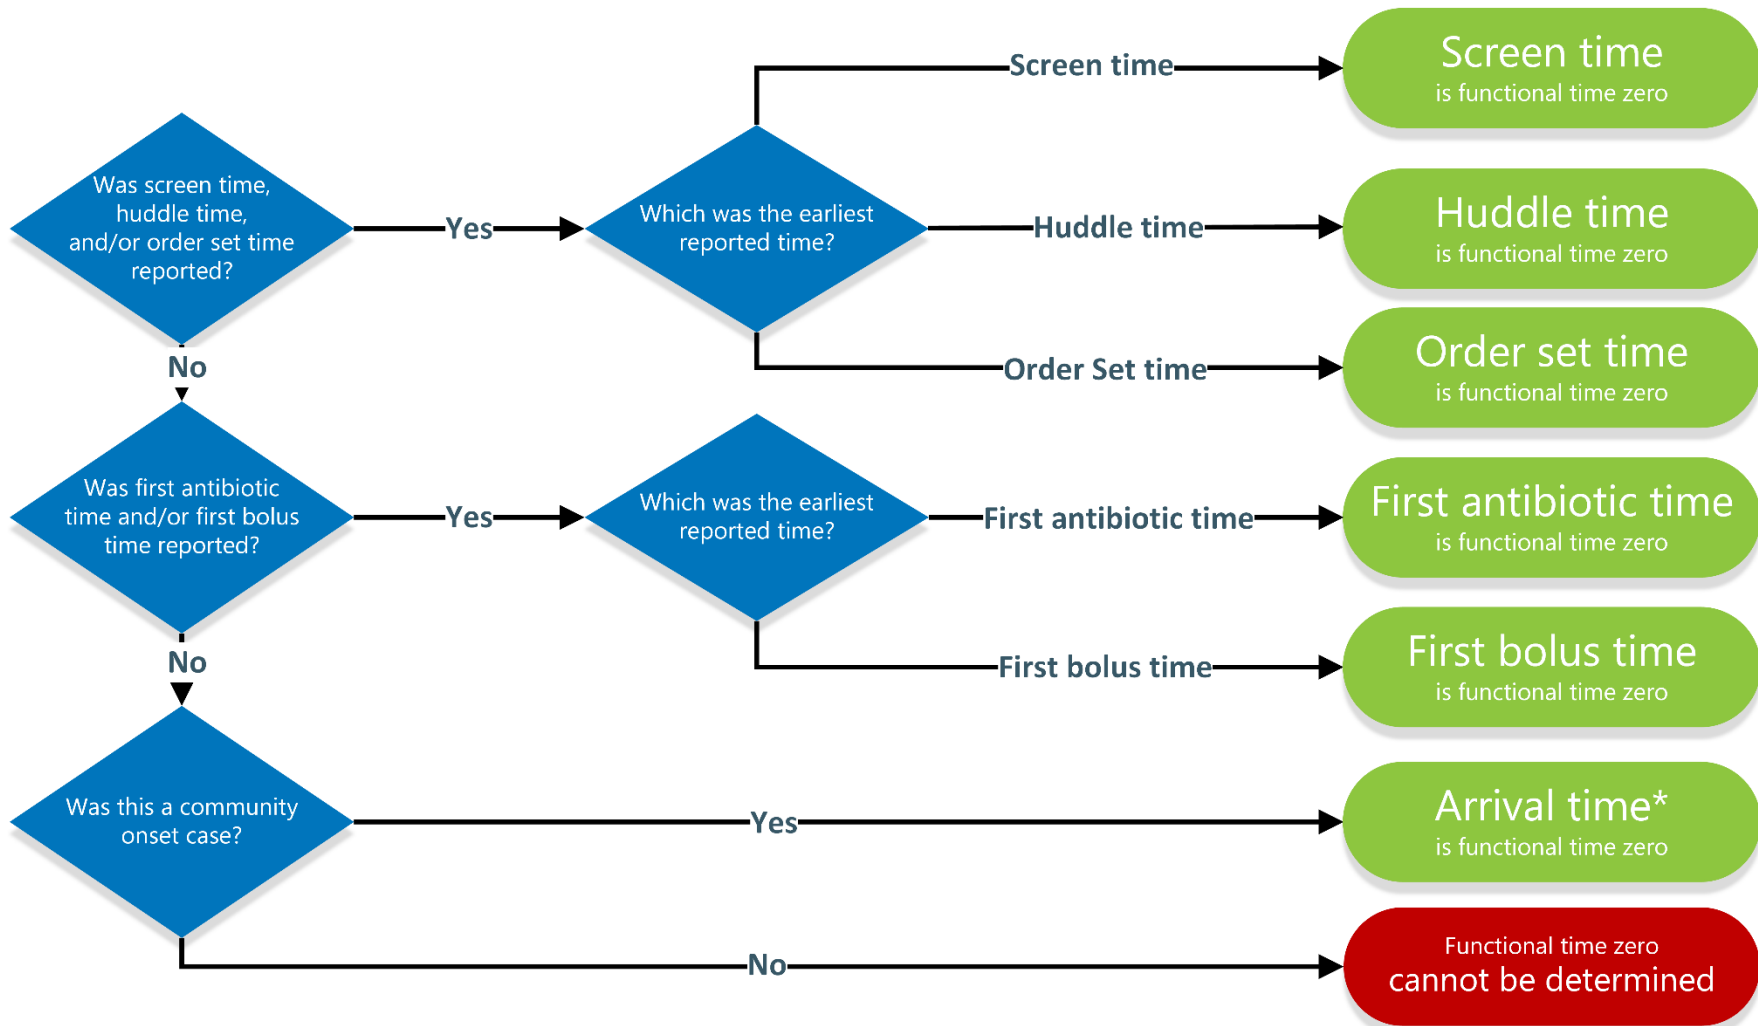 Screen time
Screen time
is functional time zero
Was screen time,
huddle time,
and/or order set time
reported?
Yes
Which was the earliest
reported time?
Huddle time
Huddle time
is functional time zero
Order Set time
Order set time
is functional time zero
No
Was first antibiotic
time and/or first bolus
time reported?
Yes
Which was the earliest
reported time?
First antibiotic time
First antibiotic time
is functional time zero
First bolus time
First bolus time
is functional time zero
No
Was this a community
onset case?
Yes
Arrival time*
is functional time zero
No
Functional time zero
cannot be determined